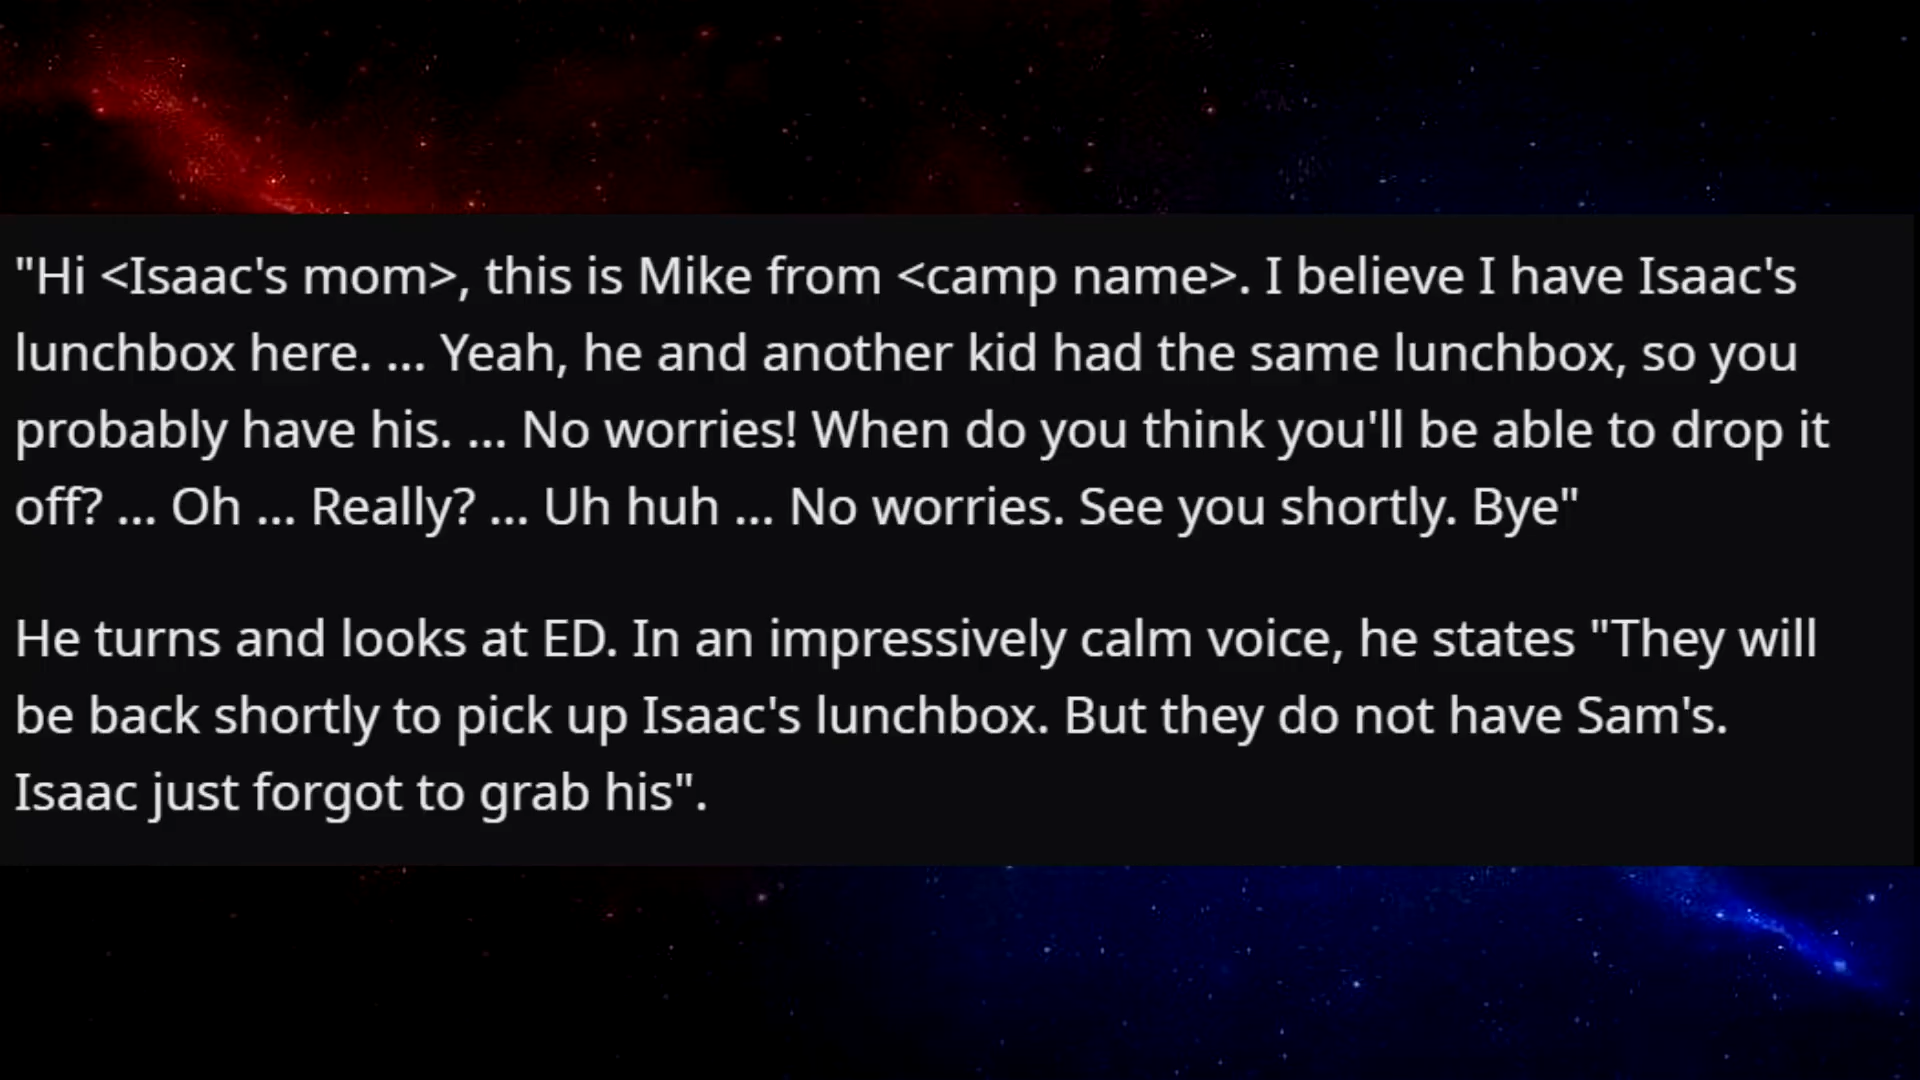 "Hi <Isaac's mom>, this is Mike from <camp name>. I believe I have Isaac's
lunchbox here. ... Yeah, he and another kid had the same lunchbox, so you
probably have his. ... No worries! When do you think you'll be able to drop it
off? ... Oh ... Really? ... Uh huh ... No worries. See you shortly. Bye"
He turns and looks at ED. In an impressively calm voice, he states "They will
be back shortly to pick up Isaac's lunchbox. But they do not have Sam's.
Isaac just forgot to grab his".